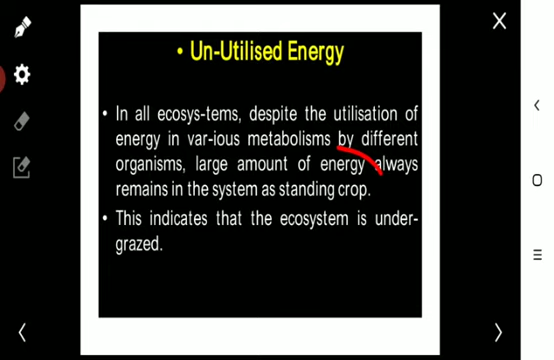 • Un-Utilised Energy
• In all ecosys-tems, despite the utilisation of
energy in var-ious metabolisms by different
organisms, large amount of energy always
remains in the system as standing crop.
• This indicates that the ecosystem is under-
grazed.